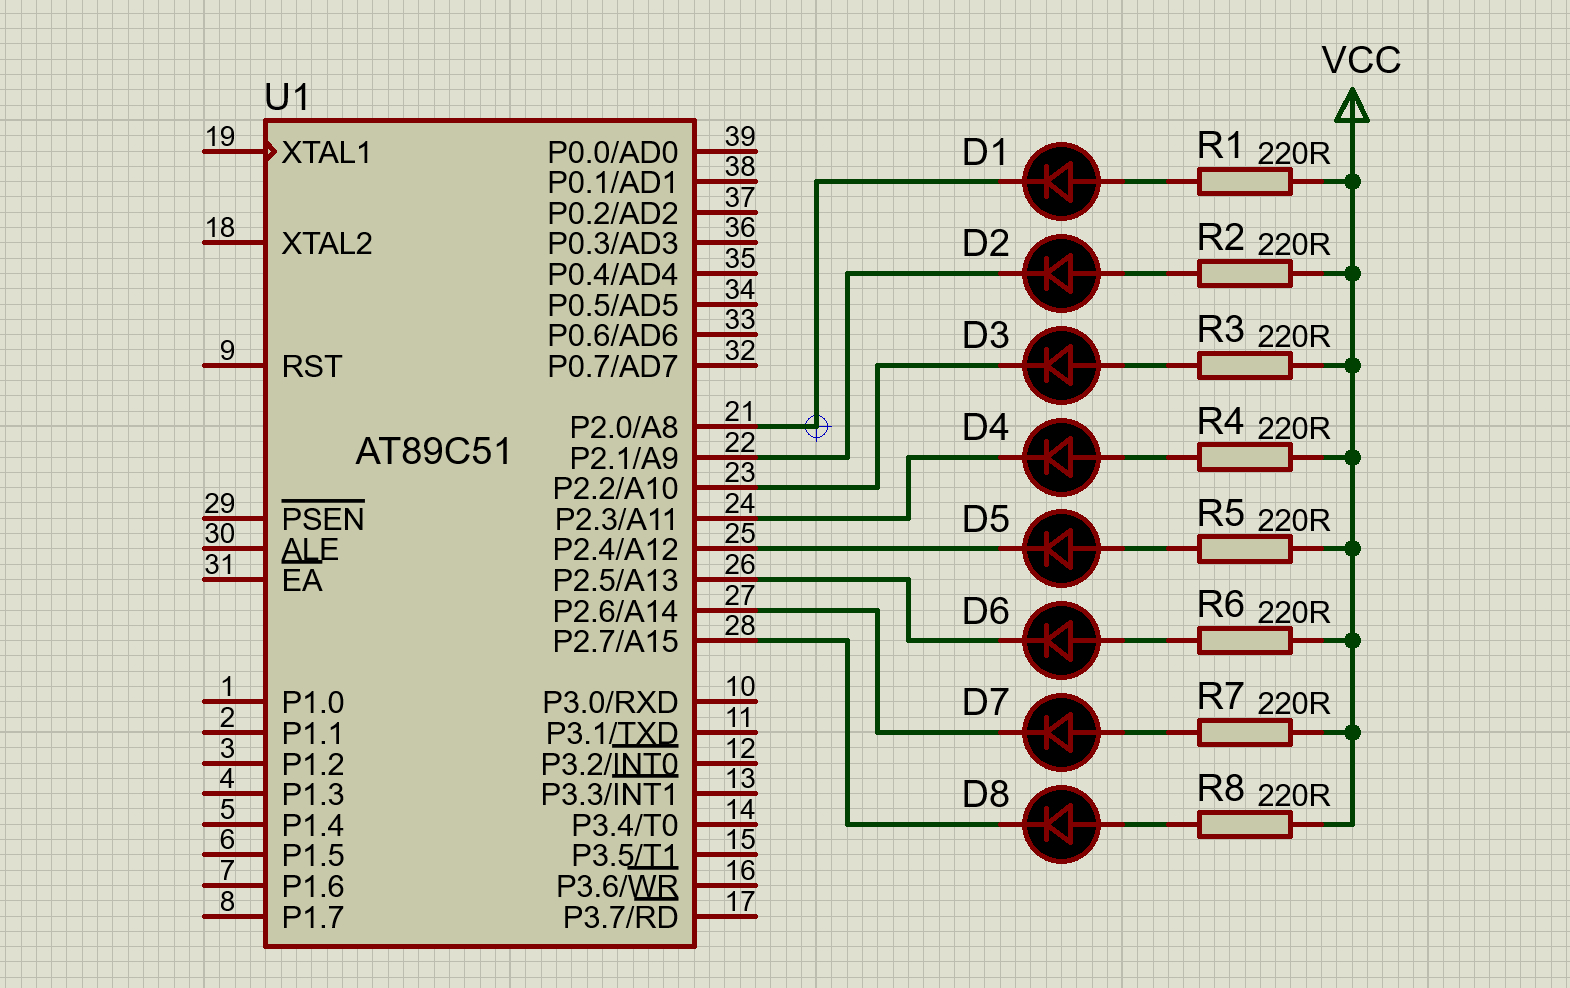 VCC
U1
19 XTAL1
18 XTAL2
9 RST
AT89C51
29 PSEN
30 ALE
31 EA
1 P1.0
2 P1.1
3 P1.2
4 P1.3
5 P1.4
6 P1.5
7 P1.6
8 P1.7
P0.0/AD0 39
P0.1/AD1 38
P0.2/AD2 37
P0.3/AD3 36
P0.4/AD4 35
P0.5/AD5 34
P0.6/AD6 33
P0.7/AD7 32
P2.0/A8 21
P2.1/A9 22
P2.2/A10 23
P2.3/A11 24
P2.4/A12 25
P2.5/A13 26
P2.6/A14 27
P2.7/A15 28
P3.0/RXD 10
P3.1/TXD 11
P3.2/INT0 12
P3.3/INT1 13
P3.4/T0 14
P3.5/T1 15
P3.6/WR 16
P3.7/RD 17
D1 R1 220R
D2 R2 220R
D3 R3 220R
D4 R4 220R
D5 R5 220R
D6 R6 220R
D7 R7 220R
D8 R8 220R